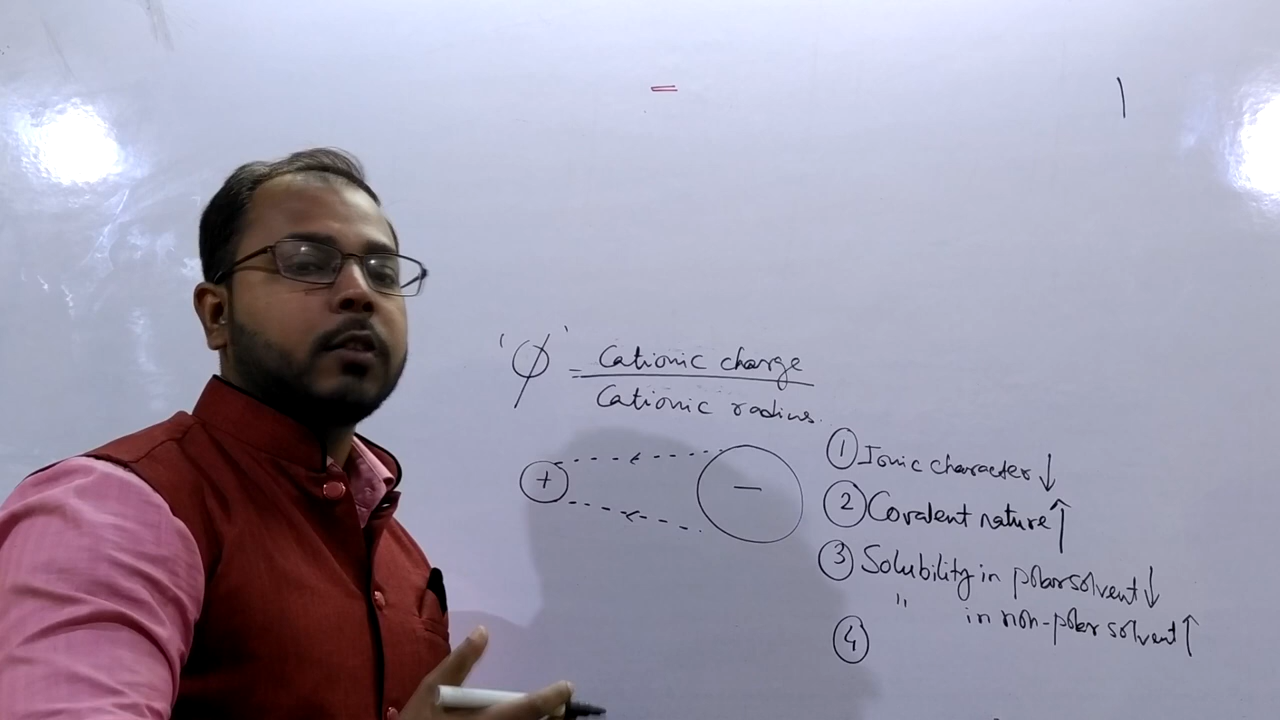 =
|
'φ' = Cationic charge
Cationic radius.
+
−
① Ionic character ↓
② Covalent nature ↑
③ Solubility in polar solvent ↓
" in non-polar solvent ↑
④